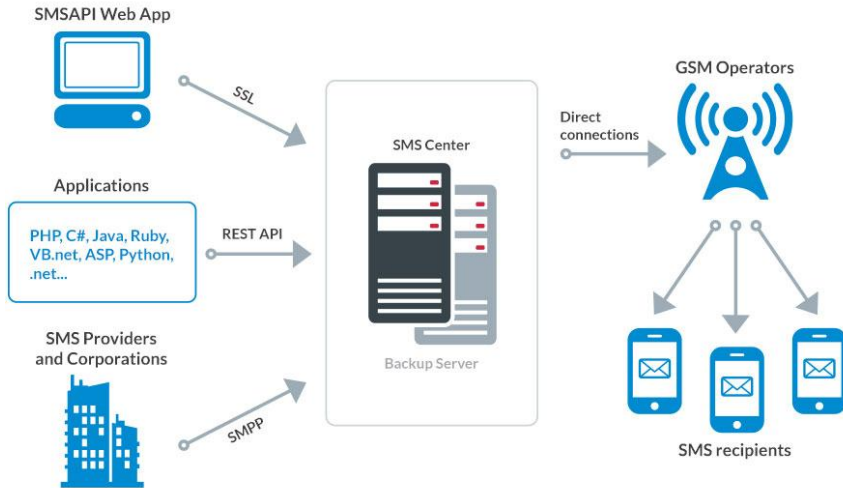 SMSAPI Web App
SSL
Applications
PHP, C#, Java, Ruby,
VB.net, ASP, Python,
.net...
REST API
SMS Providers
and Corporations
SMPP
SMS Center
Backup Server
Direct
connections
GSM Operators
SMS recipients